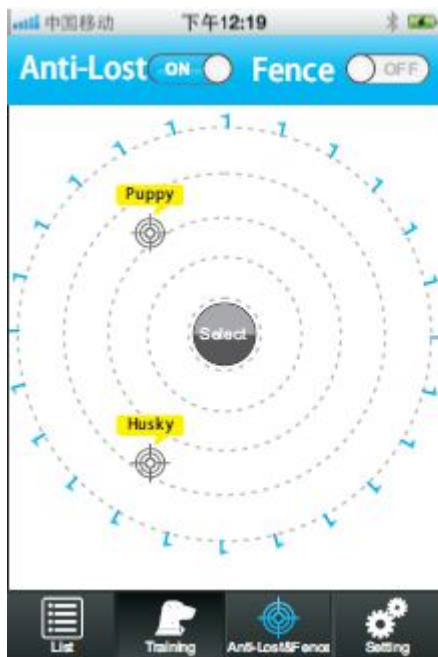 中国移动 下午12:19
Anti-Lost ON Fence OFF
Puppy
Select
Husky
List Training Anti-Lost&Fence Setting